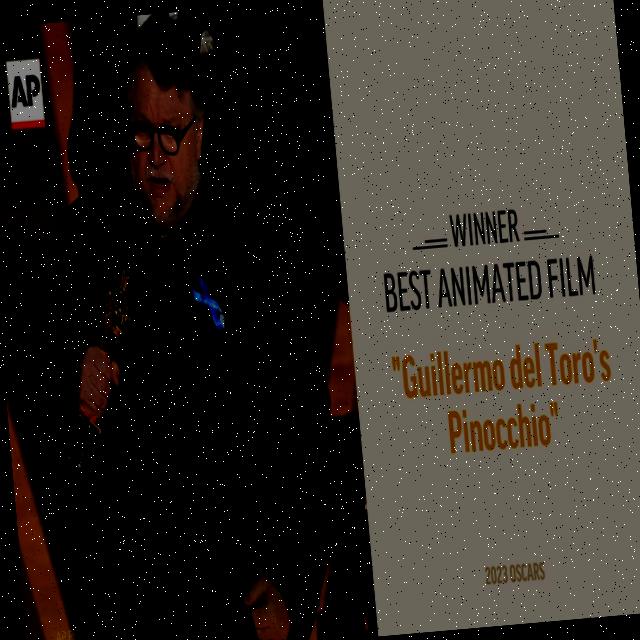 AP
WINNER
BEST ANIMATED FILM
"Guillermo del Toro's
Pinocchio"
2023 OSCARS